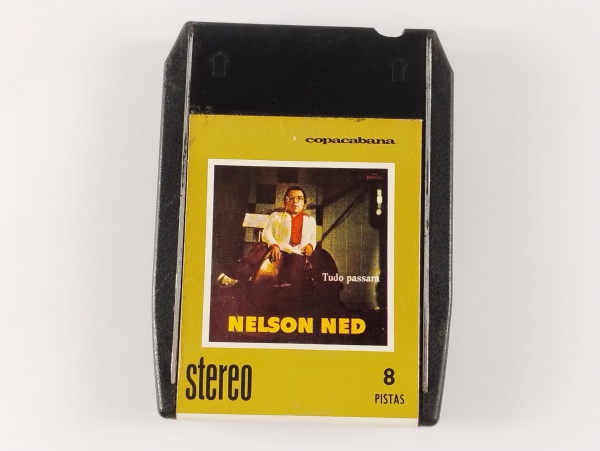 copacabana
Tudo passará
NELSON NED
stereo
8
PISTAS